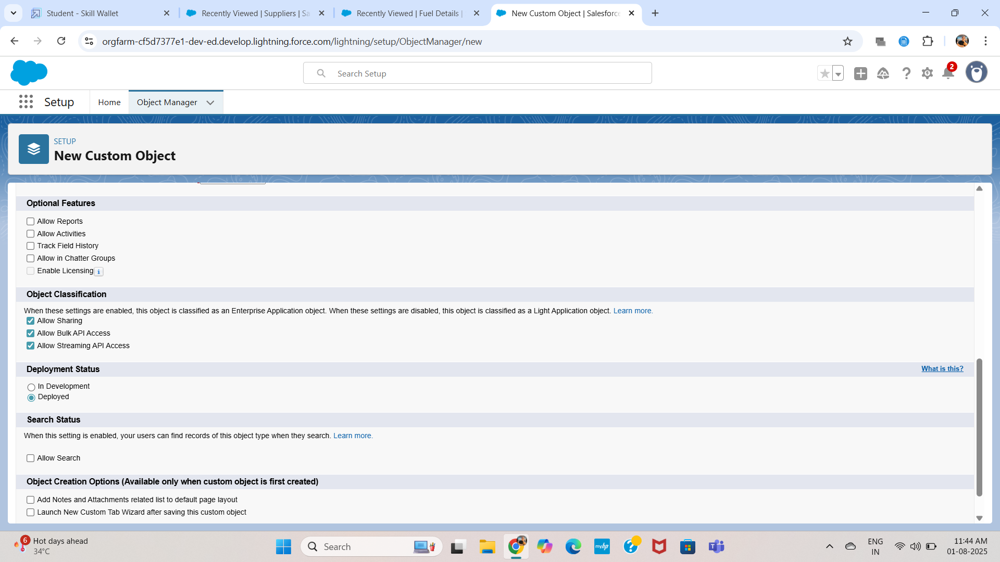 Student - Skill Wallet
Recently Viewed | Suppliers | Sa
Recently Viewed | Fuel Details |
New Custom Object | Salesforce
orgfarm-cf5d7377e1-dev-ed.develop.lightning.force.com/lightning/setup/ObjectManager/new
Search Setup
2
Setup
Home
Object Manager
SETUP
New Custom Object
Optional Features
Allow Reports
Allow Activities
Track Field History
Allow in Chatter Groups
Enable Licensing i
Object Classification
When these settings are enabled, this object is classified as an Enterprise Application object. When these settings are disabled, this object is classified as a Light Application object. Learn more.
Allow Sharing
Allow Bulk API Access
Allow Streaming API Access
Deployment Status
What is this?
In Development
Deployed
Search Status
When this setting is enabled, your users can find records of this object type when they search. Learn more.
Allow Search
Object Creation Options (Available only when custom object is first created)
Add Notes and Attachments related list to default page layout
Launch New Custom Tab Wizard after saving this custom object
6
Hot days ahead
34°C
Search
myhp
ENG
IN
11:44 AM
01-08-2025